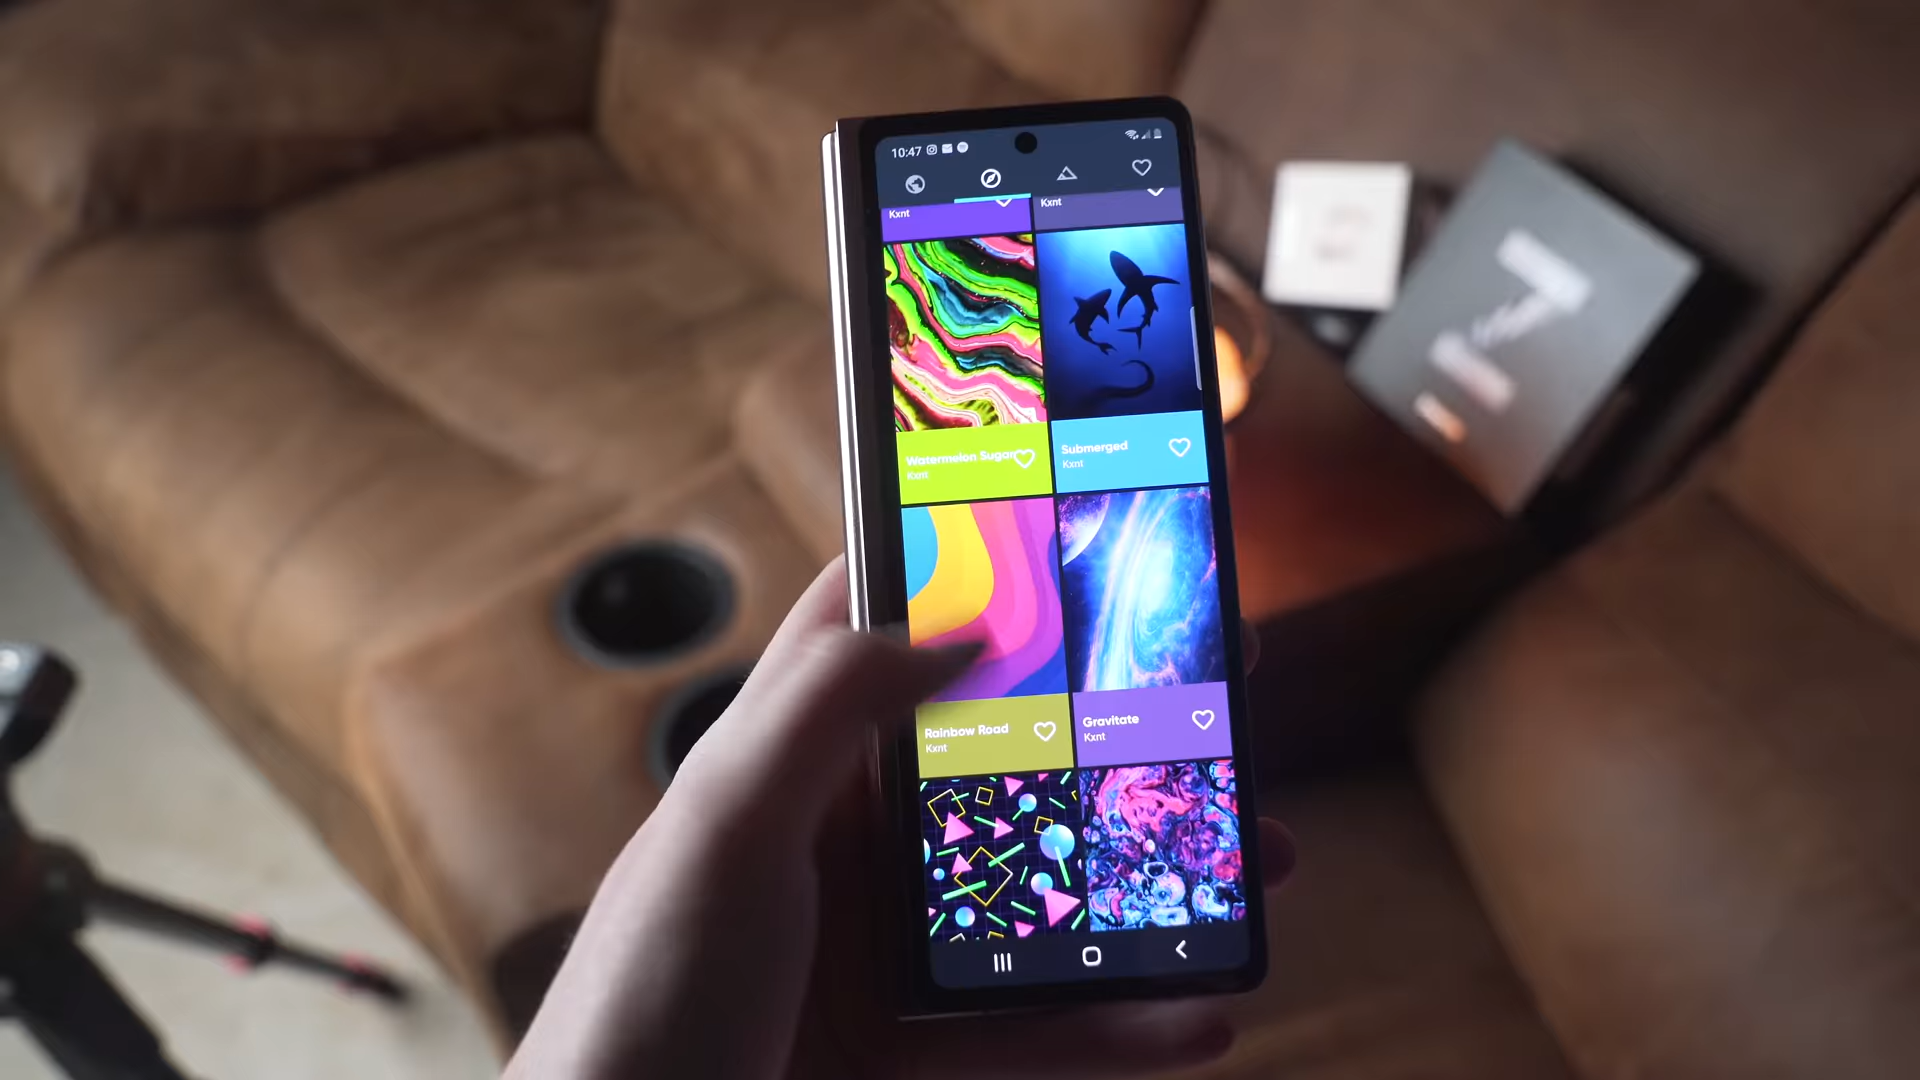 10:47
Kxnt
Kxnt
Watermelon Sugar
Kxnt
Submerged
Kxnt
Rainbow Road
Kxnt
Gravitate
Kxnt